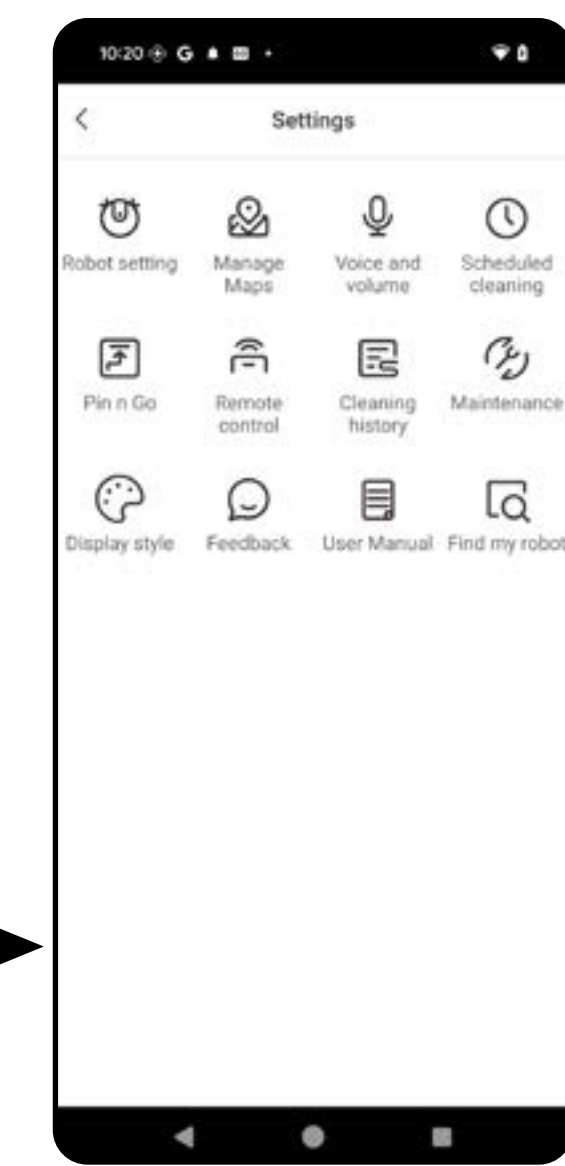 10:20 G
Settings
Robot setting Manage Maps Voice and volume Scheduled cleaning
Pin n Go Remote control Cleaning history Maintenance
Display style Feedback User Manual Find my robot